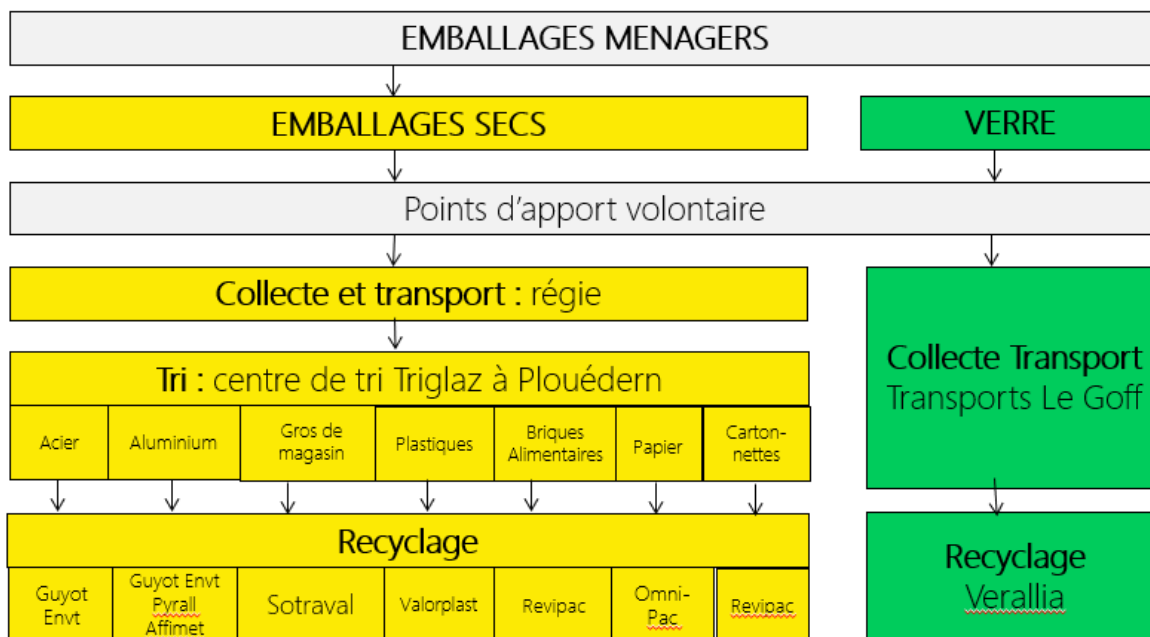 EMBALLAGES MENAGERS
EMBALLAGES SECS
VERRE
Points d'apport volontaire
Collecte et transport : régie
Tri : centre de tri Triglaz à Plouédern
Collecte Transport
Transports Le Goff
Acier
Aluminium
Gros de
magasin
Plastiques
Briques
Alimentaires
Papier
Carton-
nettes
Recyclage
Guyot
Envt
Guyot Envt
Pyrall
Affimet
Sotraval
Valorplast
Revipac
Omni-
Pac
Revipac
Recyclage
Verallia